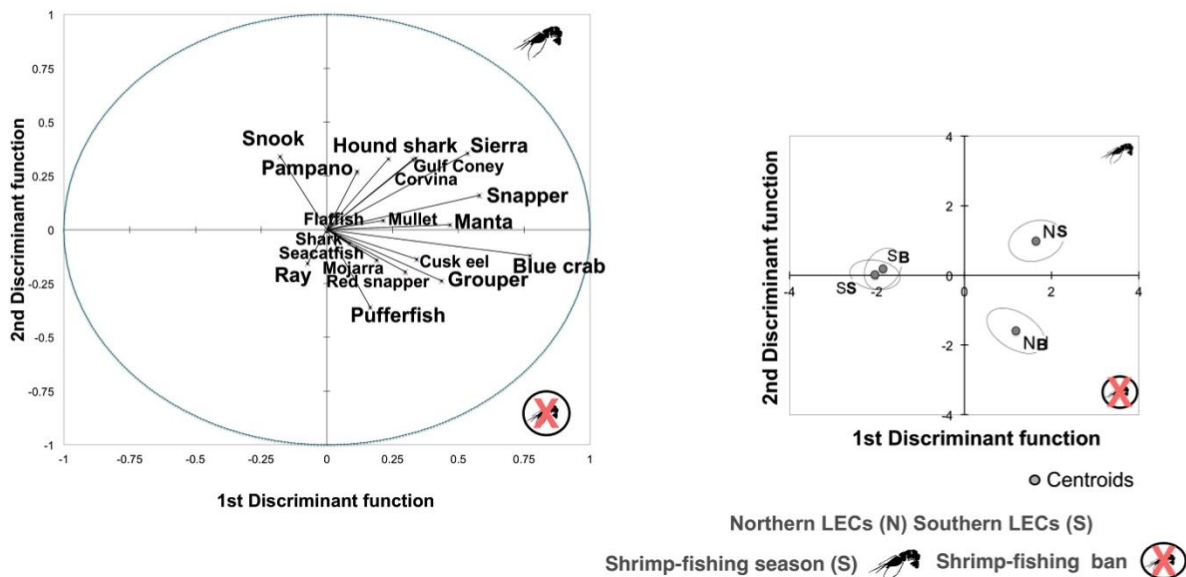 1
0.75
0.5
0.25
0
-0.25
-0.5
-0.75
-1
2nd Discriminant function
Snook
Hound shark
Sierra
Pampano
Gulf Coney
Corvina
Snapper
Flatfish
Mullet
Manta
Shark
Seacatfish
Cusk eel
Blue crab
Ray
Mojarra
Red snapper
Grouper
Pufferfish
-1
-0.75
-0.5
-0.25
0
0.25
0.5
0.75
1
1st Discriminant function
X
2nd Discriminant function
4
2
0
-2
-4
-4
-2
0
2
4
NS
SB
SS
NB
X
1st Discriminant function
Centroids
Northern LECs (N) Southern LECs (S)
Shrimp-fishing season (S) Shrimp-fishing ban X